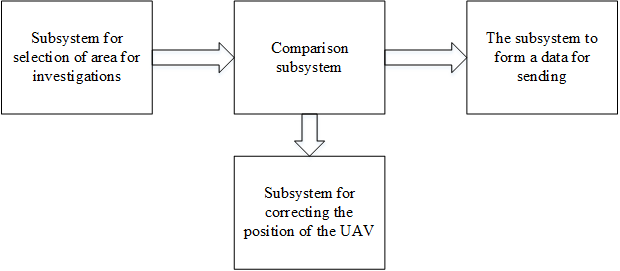 Subsystem for
selection of area for
investigations
Comparison
subsystem
The subsystem to
form a data for
sending
Subsystem for
correcting the
position of the UAV